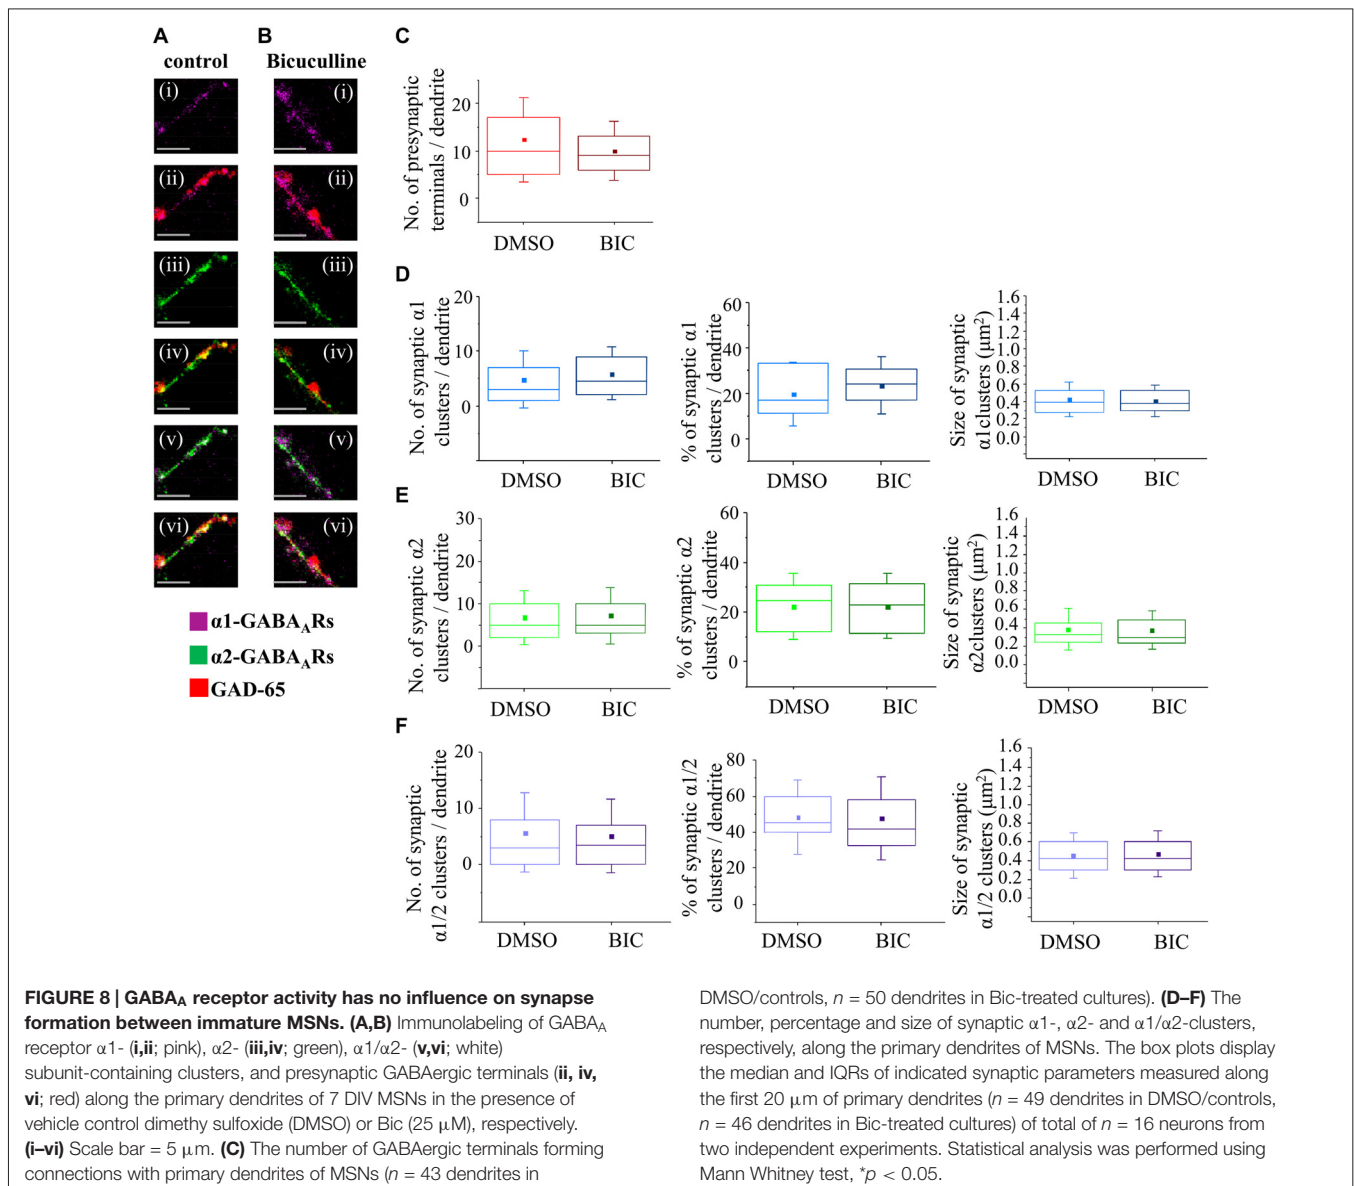 A
B
C
control
Bicuculline
(i)
(i)
(ii)
(ii)
(iii)
(iii)
(iv)
(iv)
(v)
(v)
(vi)
(vi)
α1-GABAARs
α2-GABAARs
GAD-65
No. of presynaptic
terminals / dendrite
20
10
0
DMSO
BIC
D
No. of synaptic α1
clusters / dendrite
20
10
0
DMSO
BIC
% of synaptic α1
clusters / dendrite
60
40
20
0
DMSO
BIC
Size of synaptic
α1clusters (μm2)
1.6
1.4
1.2
1.0
0.8
0.6
0.4
0.2
0.0
DMSO
BIC
E
No. of synaptic α2
clusters / dendrite
30
20
10
0
DMSO
BIC
% of synaptic α2
clusters / dendrite
60
40
20
0
DMSO
BIC
Size of synaptic
α2clusters (μm2)
1.6
1.4
1.2
1.0
0.8
0.6
0.4
0.2
0.0
DMSO
BIC
F
No. of synaptic
α1/2 clusters / dendrite
20
10
0
DMSO
BIC
% of synaptic α1/2
clusters / dendrite
80
60
40
20
0
DMSO
BIC
Size of synaptic
α1/2 clusters (μm2)
1.6
1.4
1.2
1.0
0.8
0.6
0.4
0.2
0.0
DMSO
BIC
FIGURE 8 | GABAA receptor activity has no influence on synapse
formation between immature MSNs. (A,B) Immunolabeling of GABAA
receptor α1- (i,ii; pink), α2- (iii,iv; green), α1/α2- (v,vi; white)
subunit-containing clusters, and presynaptic GABAergic terminals (ii, iv,
vi; red) along the primary dendrites of 7 DIV MSNs in the presence of
vehicle control dimethy sulfoxide (DMSO) or Bic (25 μM), respectively.
(i–vi) Scale bar = 5 μm. (C) The number of GABAergic terminals forming
connections with primary dendrites of MSNs (n = 43 dendrites in
DMSO/controls, n = 50 dendrites in Bic-treated cultures). (D–F) The
number, percentage and size of synaptic α1-, α2- and α1/α2-clusters,
respectively, along the primary dendrites of MSNs. The box plots display
the median and IQRs of indicated synaptic parameters measured along
the first 20 μm of primary dendrites (n = 49 dendrites in DMSO/controls,
n = 46 dendrites in Bic-treated cultures) of total of n = 16 neurons from
two independent experiments. Statistical analysis was performed using
Mann Whitney test, *p < 0.05.